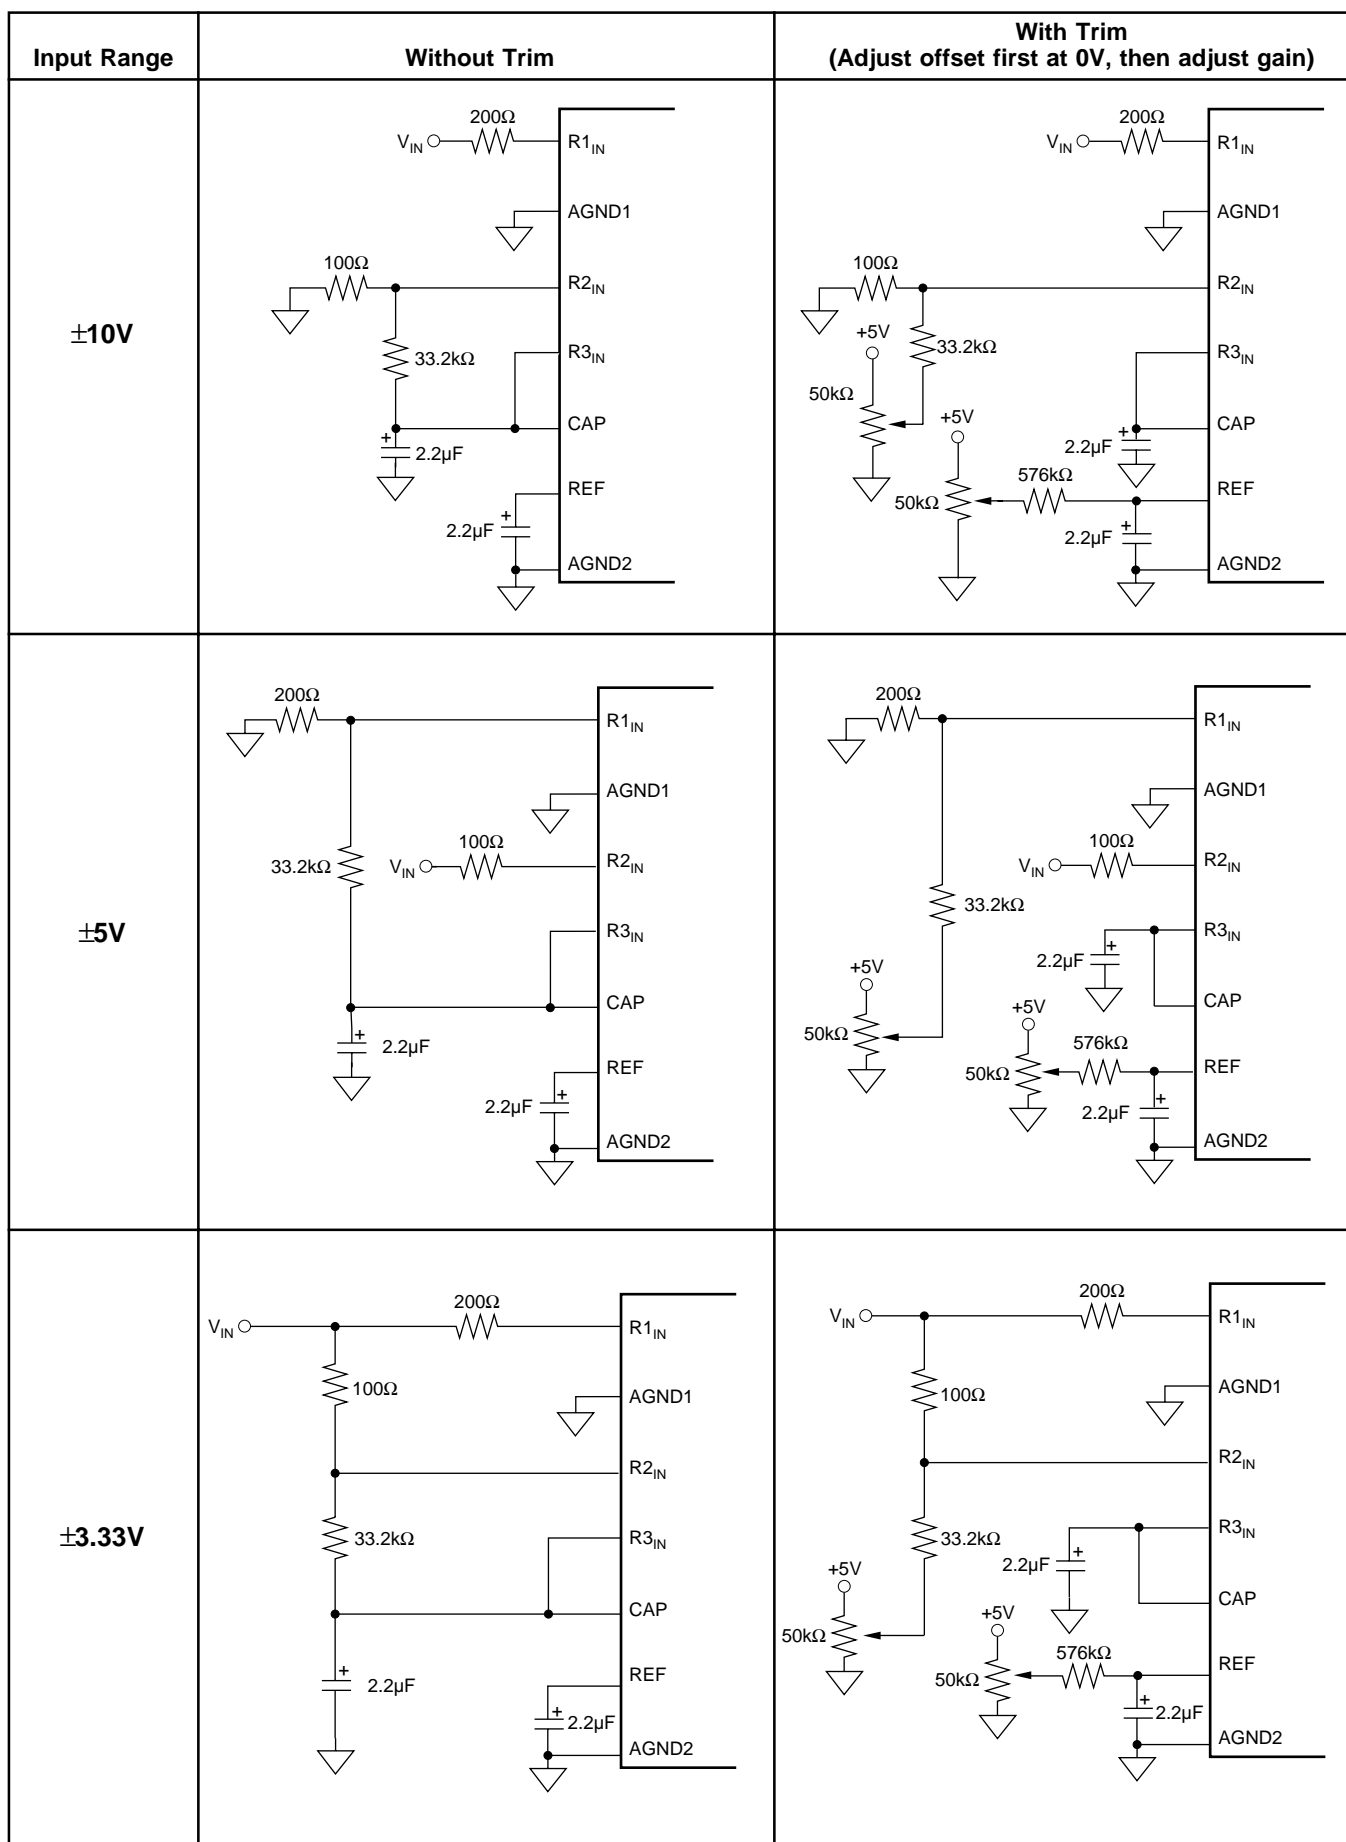 Input Range
Without Trim
With Trim
(Adjust offset first at 0V, then adjust gain)
±10V
200Ω
V_IN
R1_IN
AGND1
100Ω
R2_IN
33.2kΩ
R3_IN
CAP
+
2.2µF
REF
+
2.2µF
AGND2
200Ω
V_IN
R1_IN
AGND1
100Ω
R2_IN
+5V
33.2kΩ
R3_IN
50kΩ
+5V
CAP
+
2.2µF
576kΩ
REF
50kΩ
+
2.2µF
AGND2
±5V
200Ω
R1_IN
AGND1
100Ω
33.2kΩ
V_IN
R2_IN
R3_IN
CAP
+
2.2µF
REF
+
2.2µF
AGND2
200Ω
R1_IN
AGND1
100Ω
V_IN
R2_IN
33.2kΩ
R3_IN
+
2.2µF
+5V
CAP
+5V
50kΩ
576kΩ
REF
50kΩ
+
2.2µF
AGND2
±3.33V
200Ω
V_IN
R1_IN
100Ω
AGND1
R2_IN
33.2kΩ
R3_IN
CAP
+
2.2µF
REF
+
2.2µF
AGND2
200Ω
V_IN
R1_IN
100Ω
AGND1
R2_IN
33.2kΩ
R3_IN
+
2.2µF
+5V
CAP
+5V
50kΩ
576kΩ
REF
50kΩ
+
2.2µF
AGND2